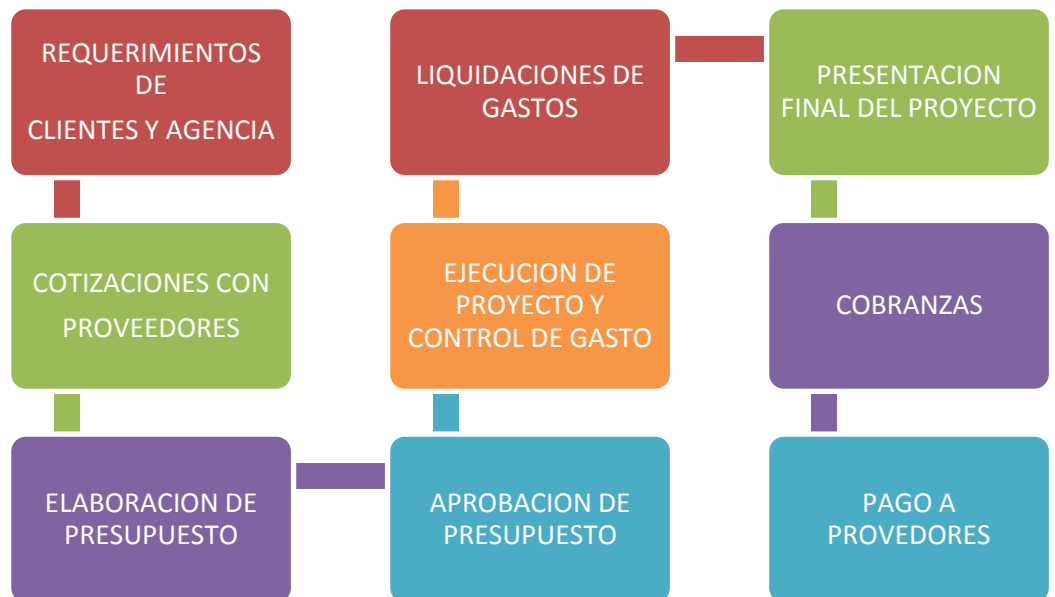 REQUERIMIENTOS
DE
CLIENTES Y AGENCIA
COTIZACIONES CON
PROVEEDORES
ELABORACION DE
PRESUPUESTO
APROBACION DE
PRESUPUESTO
EJECUCION DE
PROYECTO Y
CONTROL DE GASTO
LIQUIDACIONES DE
GASTOS
PRESENTACION
FINAL DEL PROYECTO
COBRANZAS
PAGO A
PROVEDORES